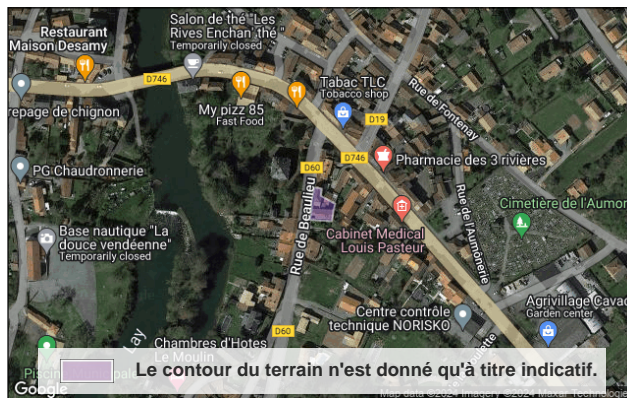 Restaurant
Maison Desamy
Salon de thé "Les
Rives Enchan' thé "
Temporarily closed
D746
My pizz 85
Fast Food
Tabac TLC
Tobacco shop
D19
Rue de Fontenay
repage de chignon
D60
D746
Pharmacie des 3 rivières
PG Chaudronnerie
Rue de l'Aumônerie
Cimetière de l'Aumon
Rue de Beaulieu
Cabinet Medical
Louis Pasteur
Base nautique "La
douce vendéenne"
Temporarily closed
Lay
D60
Centre contrôle
technique NORISKO
Agrivillage Cavac
Garden center
Chambres d'Hotes
Le Moulin
Le contour du terrain n'est donné qu'à titre indicatif.
Google
Map data ©2024 Imagery ©2024 Maxar Technologies